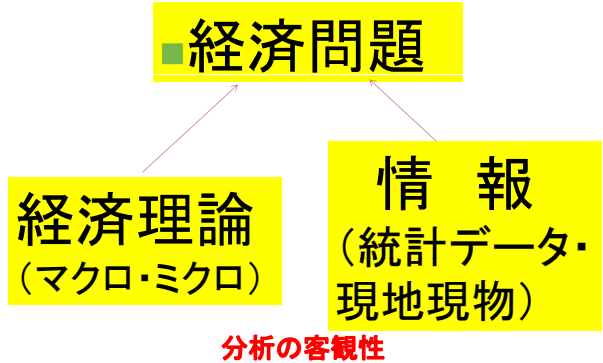 ■経済問題
経済理論
（マクロ・ミクロ）
情　報
（統計データ・
現地現物）
分析の客観性